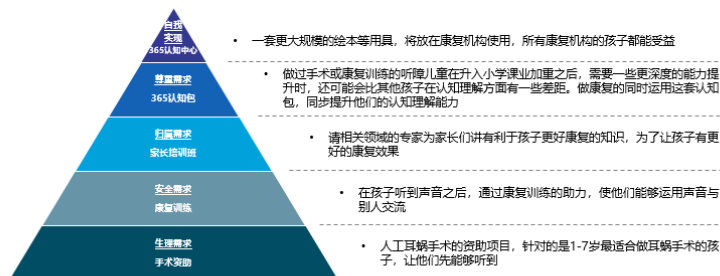 自我
实现
365认知中心
• 一套更大规模的绘本等用具，将放在康复机构使用，所有康复机构的孩子都能受益
尊重需求
365认知包
• 做过手术或康复训练的听障儿童在升入小学课业加重之后，需要一些更深度的能力提
升时，还可能会比其他孩子在认知理解方面有一些差距。做康复的同时运用这套认知
包，同步提升他们的认知理解能力
归属需求
家长培训班
• 请相关领域的专家为家长们讲有利于孩子更好康复的知识，为了让孩子有更
好的康复效果
安全需求
康复训练
• 在孩子听到声音之后，通过康复训练的助力，使他们能够运用声音与
别人交流
生理需求
手术资助
• 人工耳蜗手术的资助项目，针对的是1-7岁最适合做耳蜗手术的孩
子，让他们先能够听到